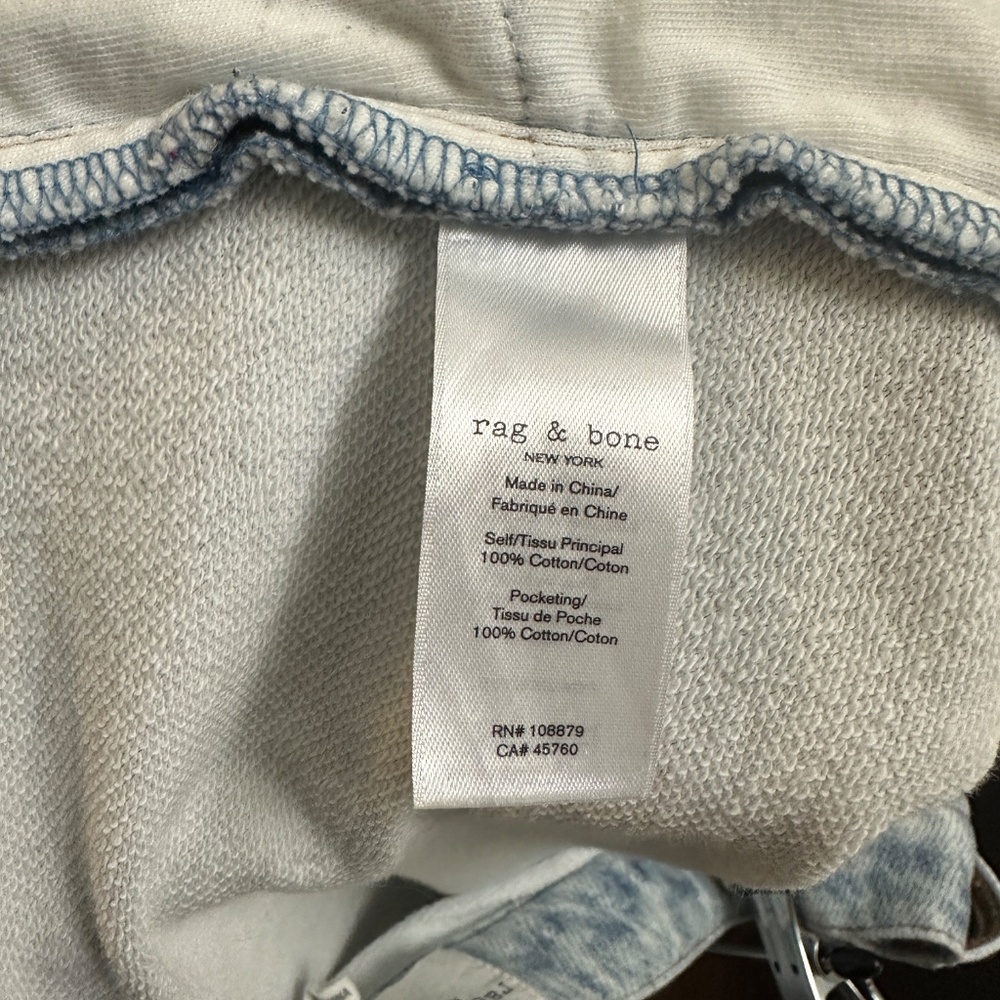 rag & bone
NEW YORK
Made in China/
Fabriqué en Chine
Self/Tissu Principal
100% Cotton/Coton
Pocketing/
Tissu de Poche
100% Cotton/Coton
RN# 108879
CA# 45760